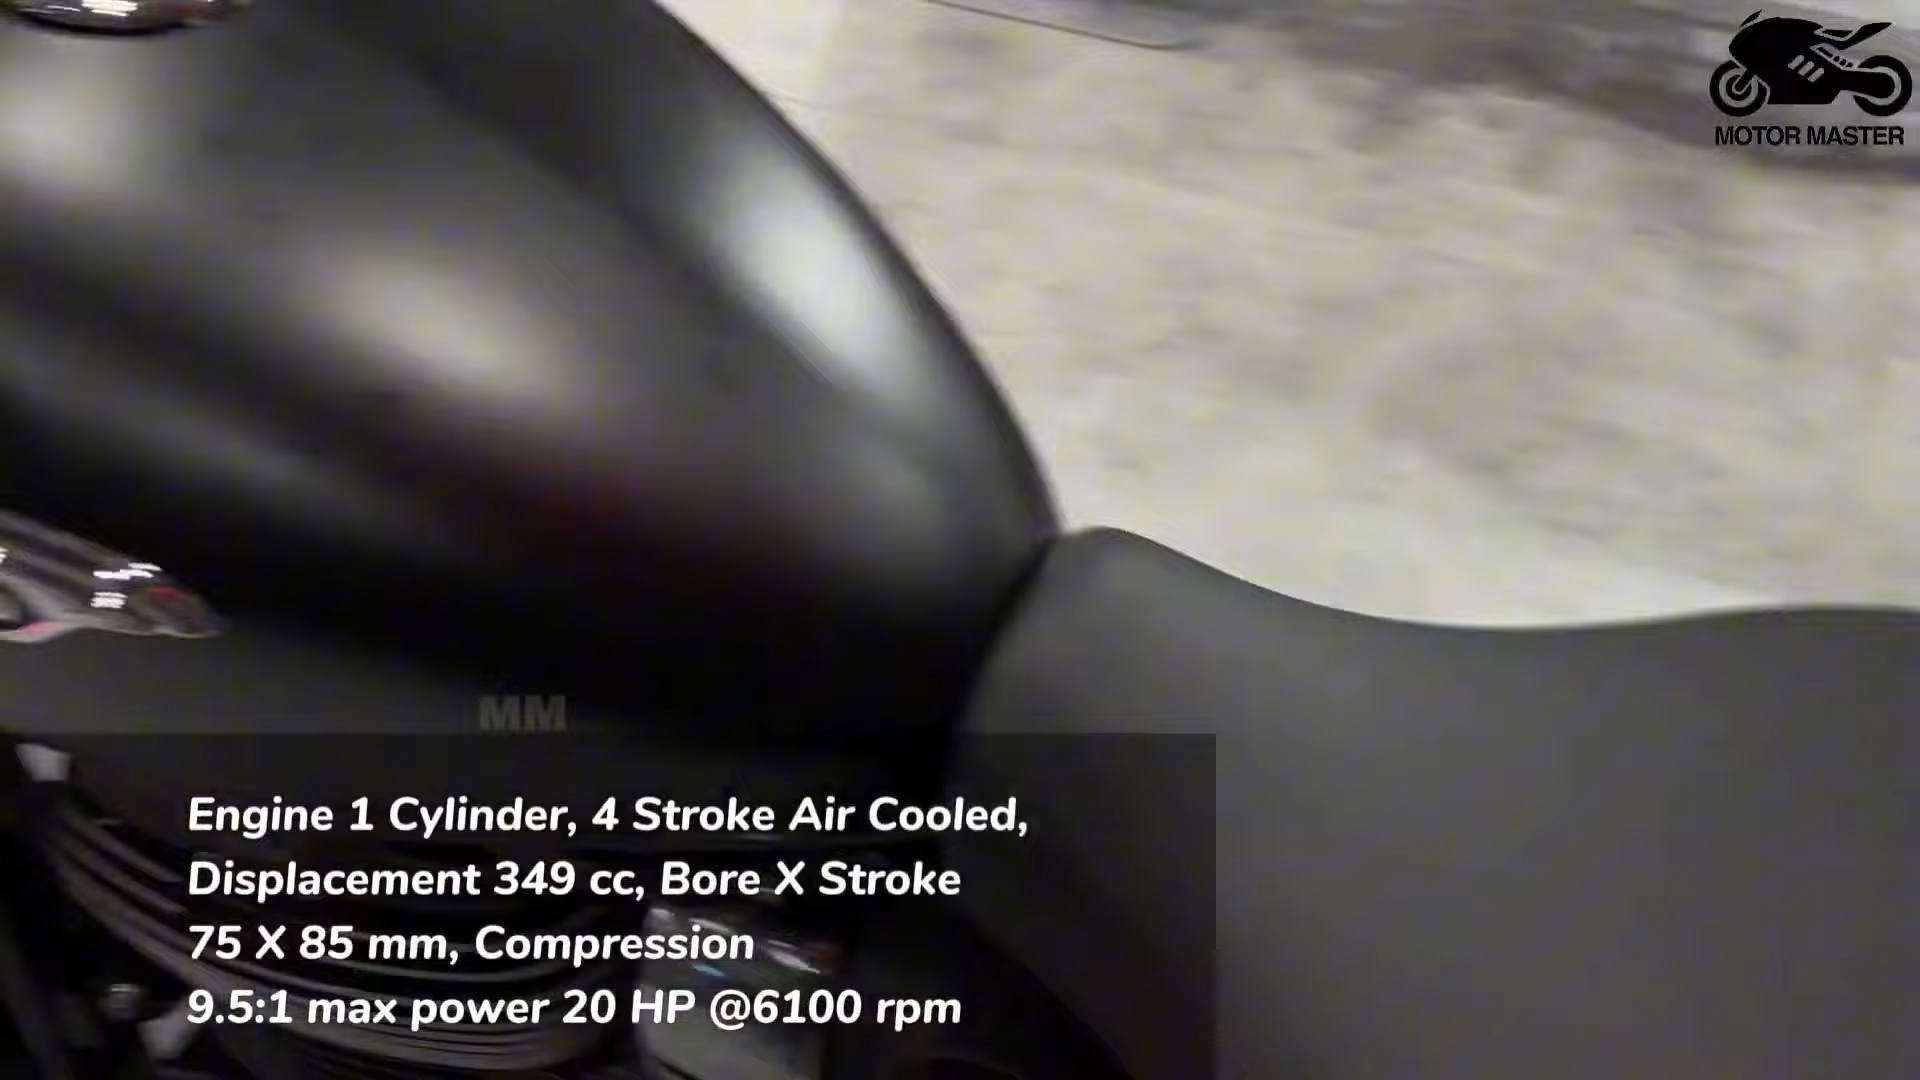 MOTOR MASTER
MM
Engine 1 Cylinder, 4 Stroke Air Cooled,
Displacement 349 cc, Bore X Stroke
75 X 85 mm, Compression
9.5:1 max power 20 HP @6100 rpm